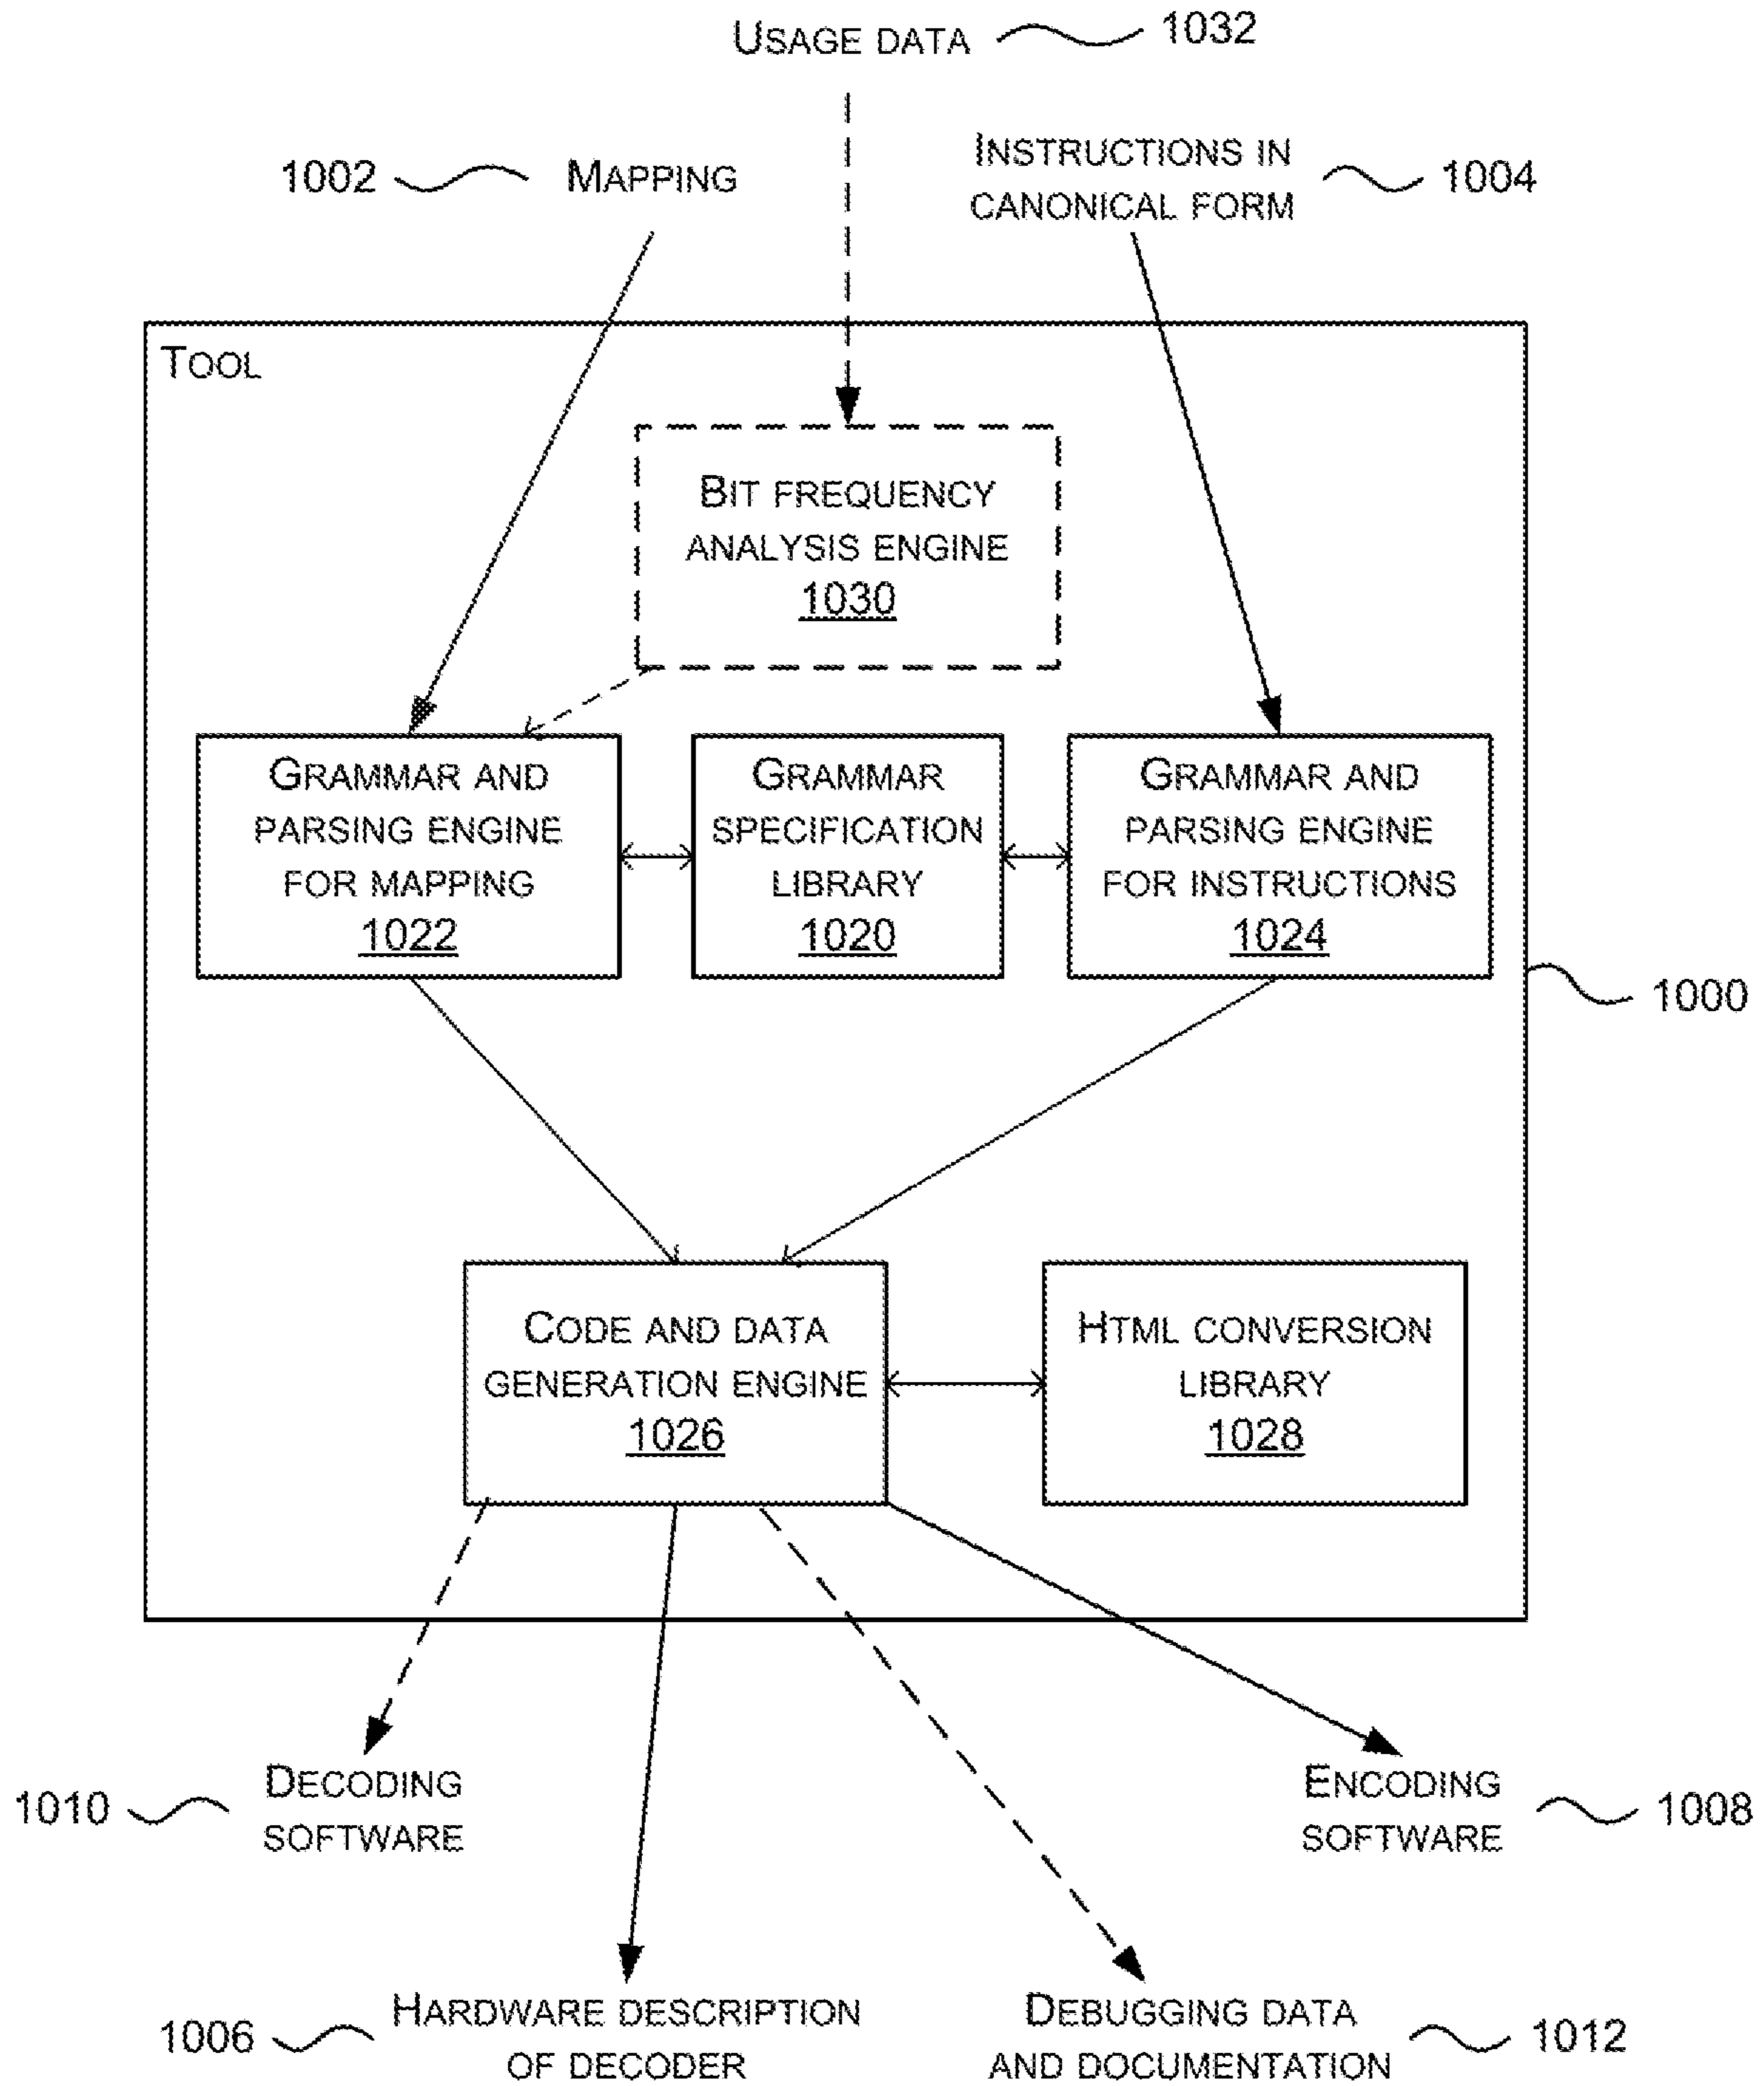 USAGE DATA 1032
1002 MAPPING
INSTRUCTIONS IN
CANONICAL FORM
1004
TOOL
BIT FREQUENCY
ANALYSIS ENGINE
1030
GRAMMAR AND
PARSING ENGINE
FOR MAPPING
1022
GRAMMAR
SPECIFICATION
LIBRARY
1020
GRAMMAR AND
PARSING ENGINE
FOR INSTRUCTIONS
1024
1000
CODE AND DATA
GENERATION ENGINE
1026
HTML CONVERSION
LIBRARY
1028
1010
DECODING
SOFTWARE
ENCODING
SOFTWARE
1008
1006
HARDWARE DESCRIPTION
OF DECODER
DEBUGGING DATA
AND DOCUMENTATION
1012